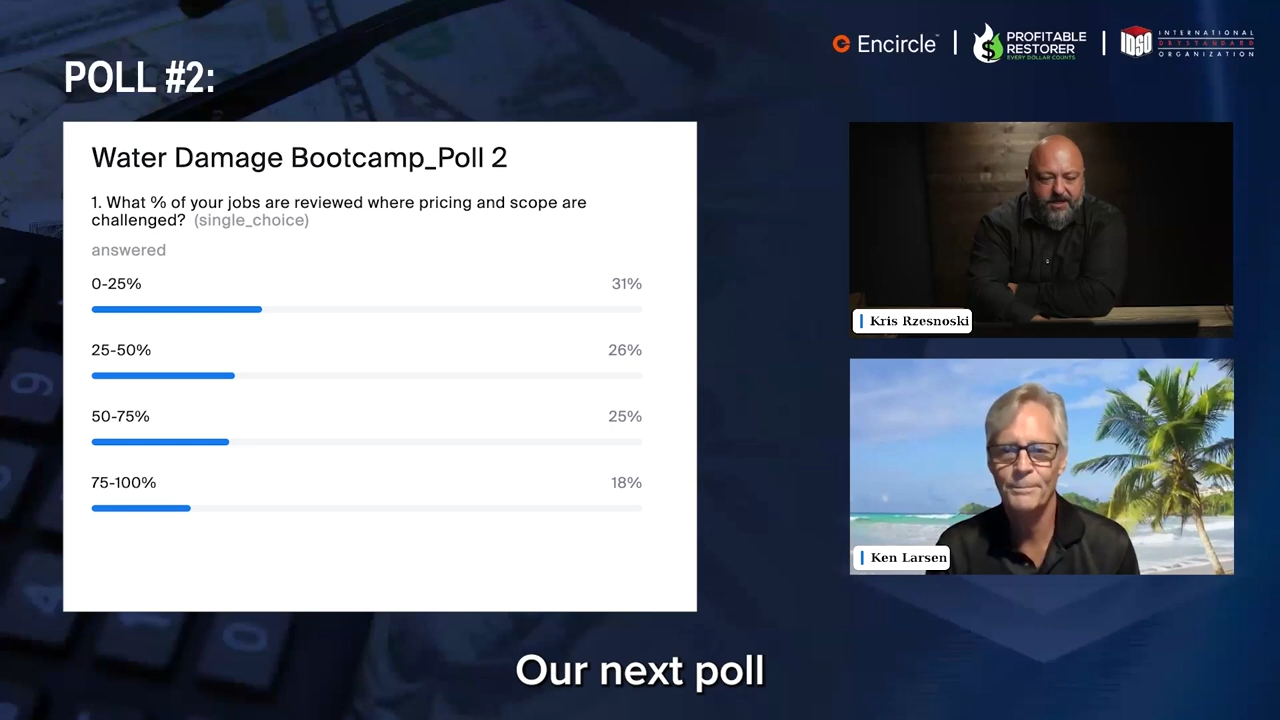 Encircle™
PROFITABLE
RESTORER
EVERY DOLLAR COUNTS
IDSO
INTERNATIONAL
DRYSTANDARD
ORGANIZATION
POLL #2:
Water Damage Bootcamp_Poll 2
1. What % of your jobs are reviewed where pricing and scope are
challenged? (single_choice)
answered
0-25% 31%
25-50% 26%
50-75% 25%
75-100% 18%
Kris Rzesnoski
Ken Larsen
Our next poll